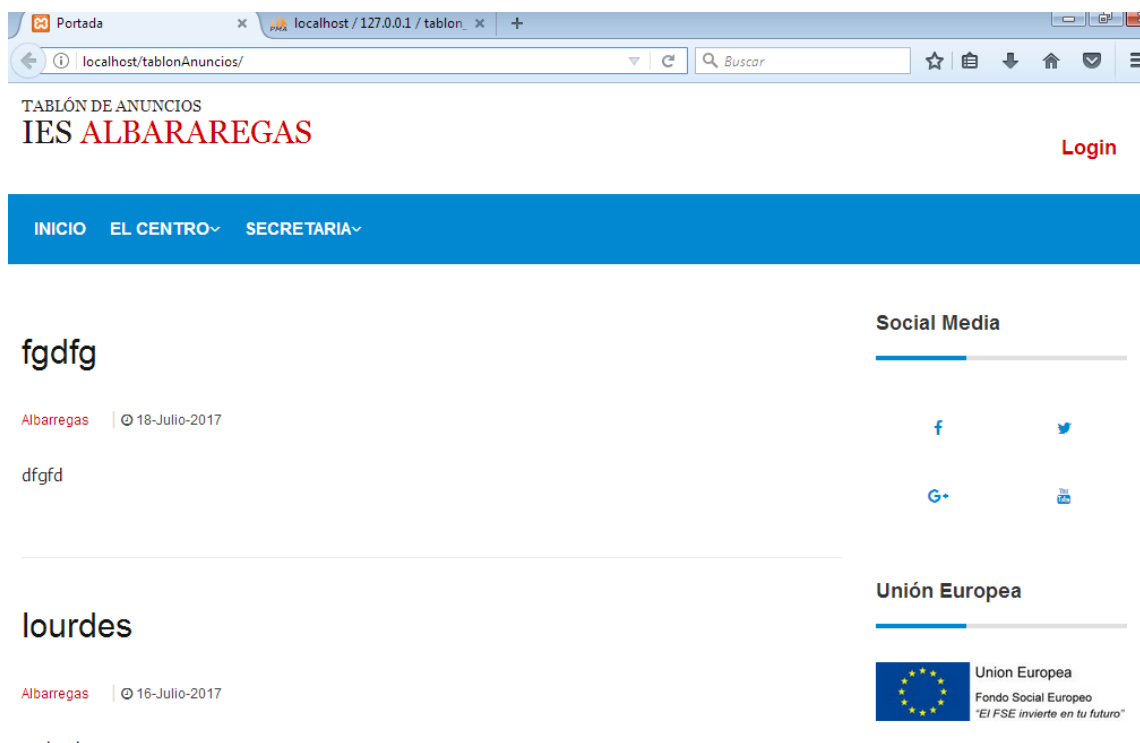 Portada
localhost / 127.0.0.1 / tablon_
localhost/tablonAnuncios/
Buscar
TABLÓN DE ANUNCIOS
IES ALBARAREGAS
Login
INICIO EL CENTRO SECRETARIA
fgdfg
Albarregas 18-Julio-2017
dfgfd
lourdes
Albarregas 16-Julio-2017
Social Media
f
G+
You Tube
Unión Europea
Union Europea
Fondo Social Europeo
"El FSE invierte en tu futuro"